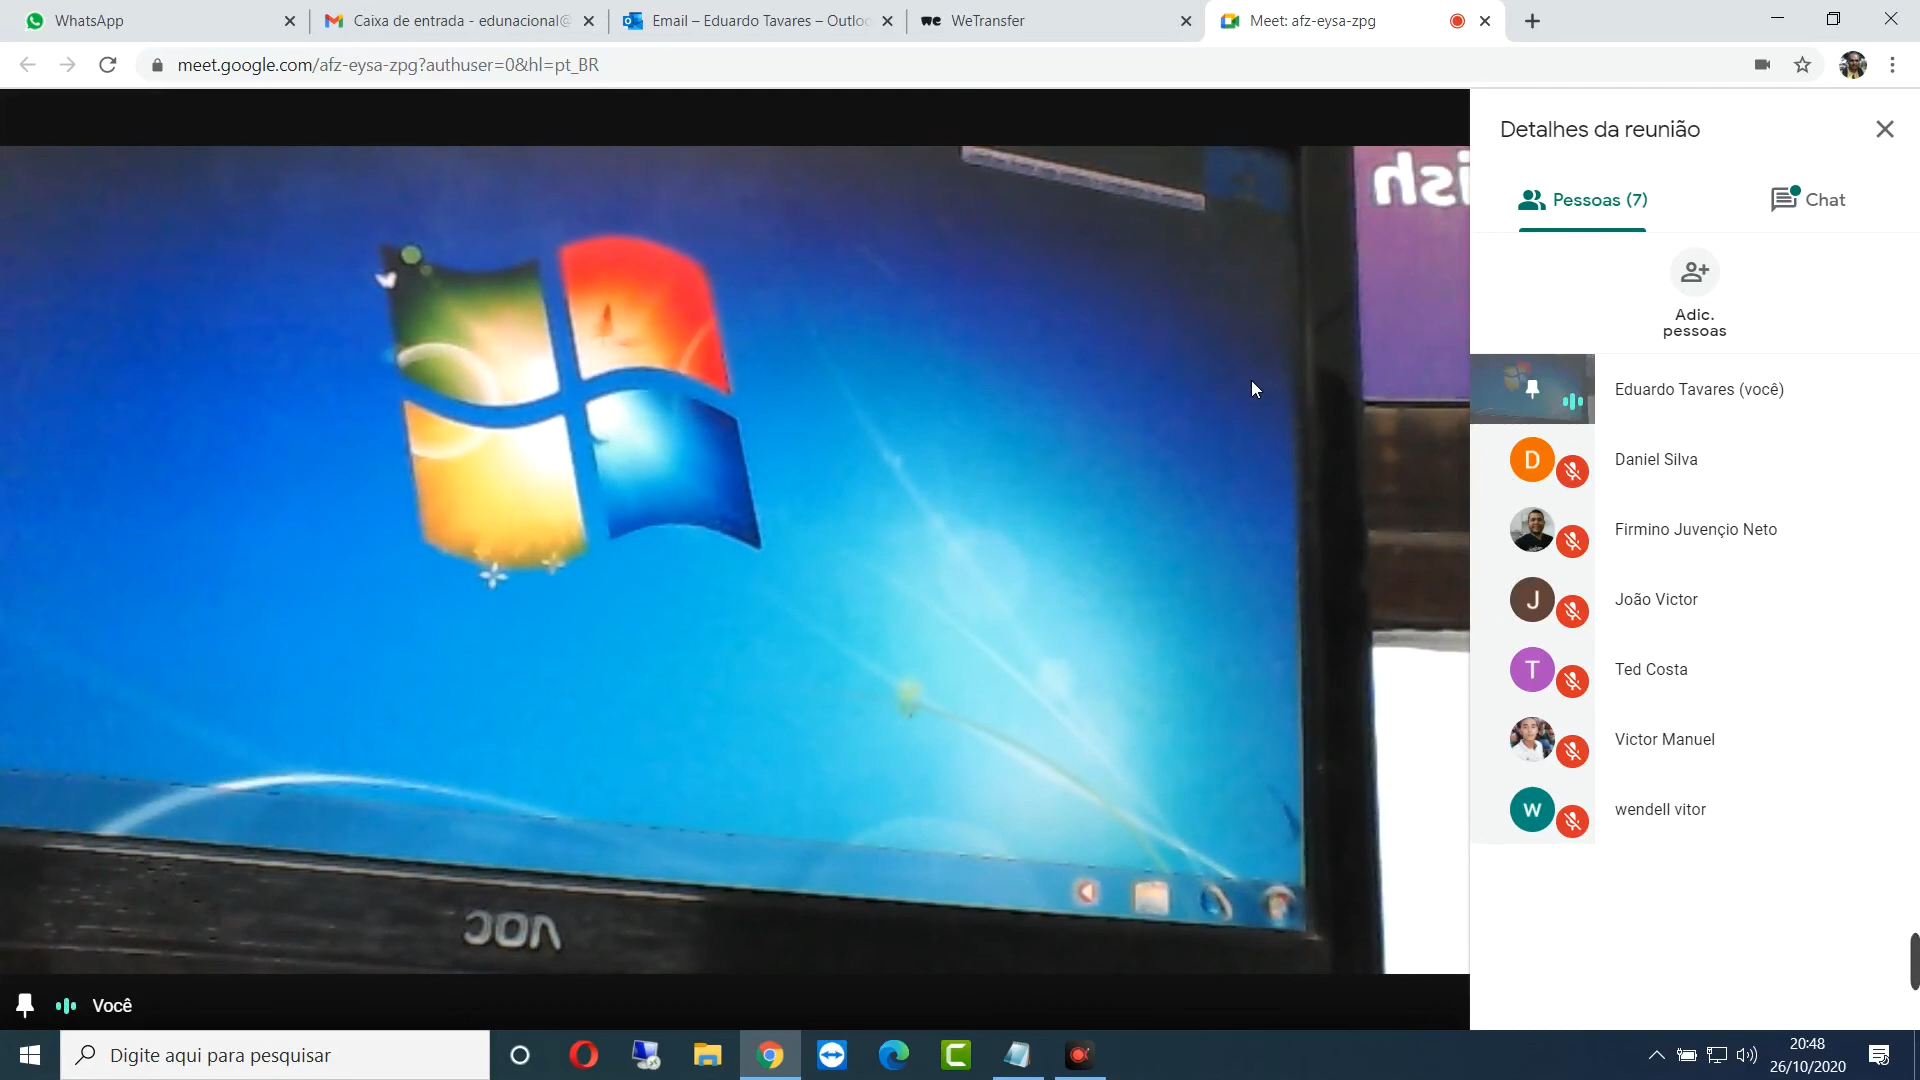 WhatsApp
Caixa de entrada - edunacional@
Email – Eduardo Tavares – Outlo
WeTransfer
Meet: afz-eysa-zpg
meet.google.com/afz-eysa-zpg?authuser=0&hl=pt_BR
Detalhes da reunião
Pessoas (7)
Chat
Adic.
pessoas
Eduardo Tavares (você)
D
Daniel Silva
Firmino Juvençio Neto
J
João Victor
T
Ted Costa
Victor Manuel
w
wendell vitor
ish
AOC
Você
Digite aqui para pesquisar
20:48
26/10/2020